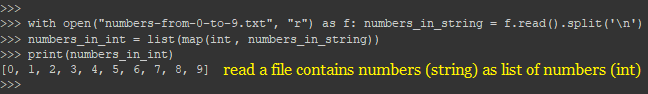 >>>
>>> with open("numbers-from-0-to-9.txt", "r") as f: numbers_in_string = f.read().split('\n')
>>> numbers_in_int = list(map(int, numbers_in_string))
>>> print(numbers_in_int)
[0, 1, 2, 3, 4, 5, 6, 7, 8, 9] read a file contains numbers (string) as list of numbers (int)
>>>